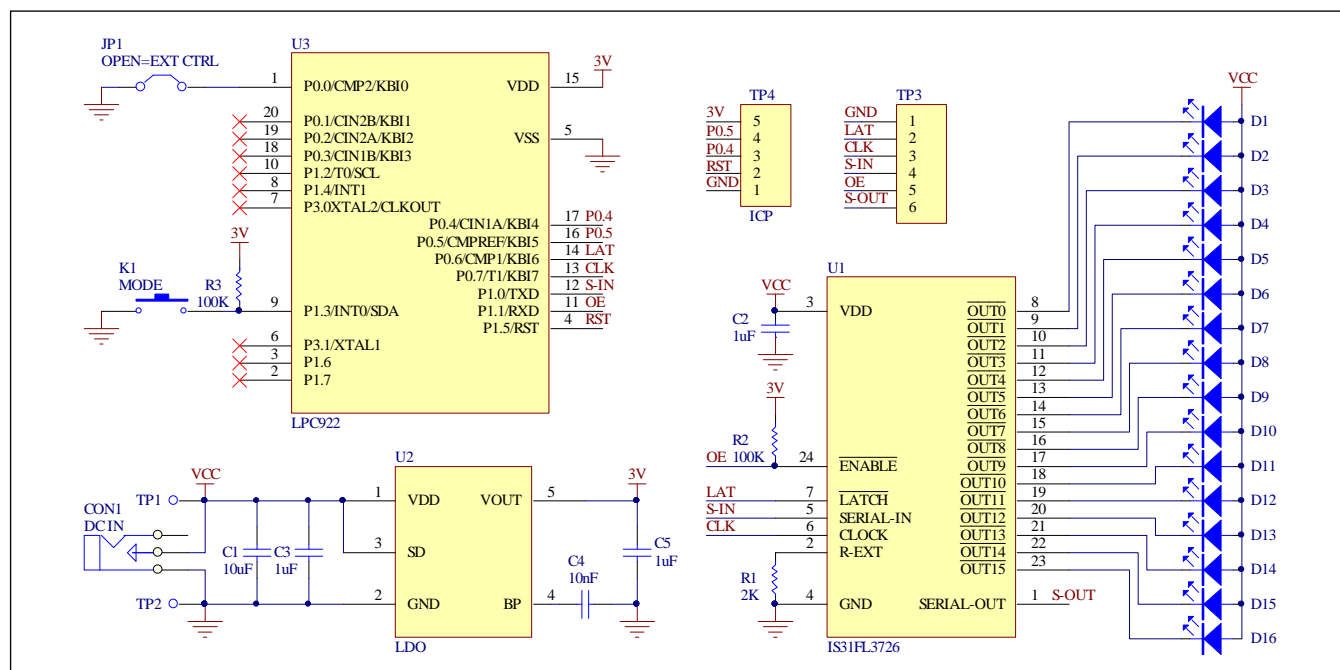 JP1
OPEN=EXT CTRL
U3
1 P0.0/CMP2/KBI0
20 P0.1/CIN2B/KBI1
19 P0.2/CIN2A/KBI2
18 P0.3/CIN1B/KBI3
10 P1.2/T0/SCL
8 P1.4/INT1
7 P3.0XTAL2/CLKOUT
VDD 15 3V
VSS 5
P0.4/CIN1A/KBI4 17 P0.4
P0.5/CMPREF/KBI5 16 P0.5
P0.6/CMP1/KBI6 14 LAT
P0.7/T1/KBI7 13 CLK
P1.0/TXD 12 S-IN
P1.1/RXD 11 OE
P1.5/RST 4 RST
3V
K1
MODE
R3
100K
9 P1.3/INT0/SDA
6 P3.1/XTAL1
3 P1.6
2 P1.7
LPC922
TP4
3V 5
P0.5 4
P0.4 3
RST 2
GND 1
ICP
TP3
GND 1
LAT 2
CLK 3
S-IN 4
OE 5
S-OUT 6
VCC
D1
D2
D3
D4
D5
D6
D7
D8
D9
D10
D11
D12
D13
D14
D15
D16
U1
VCC
3 VDD
C2
1uF
3V
R2
100K
OE 24 ENABLE
LAT 7 LATCH
S-IN 5 SERIAL-IN
CLK 6 CLOCK
2 R-EXT
R1
2K
4 GND
OUT0 8
OUT1 9
OUT2 10
OUT3 11
OUT4 12
OUT5 13
OUT6 14
OUT7 15
OUT8 16
OUT9 17
OUT10 18
OUT11 19
OUT12 20
OUT13 21
OUT14 22
OUT15 23
SERIAL-OUT 1 S-OUT
IS31FL3726
VCC
TP1
CON1
DC IN
TP2
C1
10uF
C3
1uF
U2
1 VDD
3 SD
2 GND
VOUT 5
BP 4
LDO
3V
C4
10nF
C5
1uF